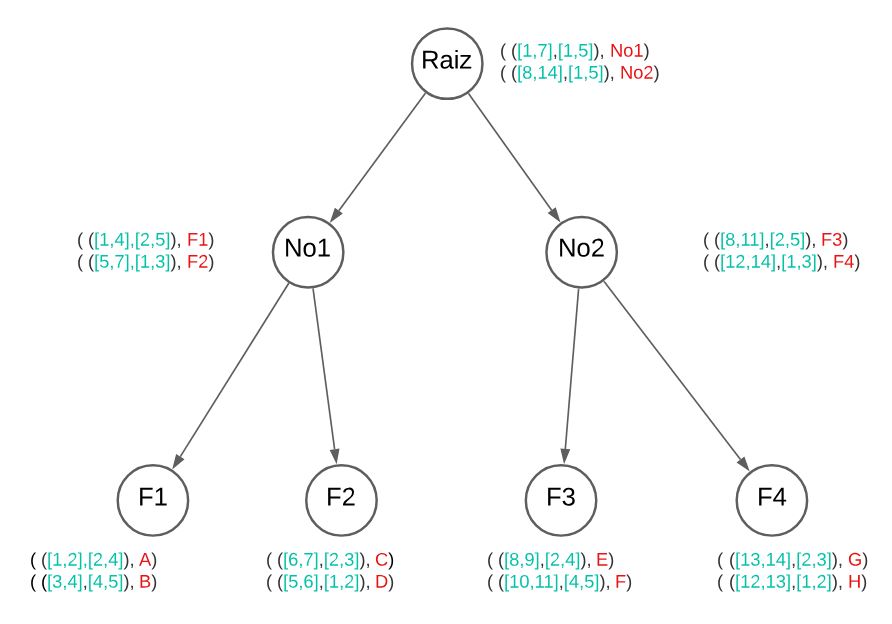 Raiz
( ([1,7],[1,5]), No1)
( ([8,14],[1,5]), No2)
( ([1,4],[2,5]), F1)
( ([5,7],[1,3]), F2)
No1
No2
( ([8,11],[2,5]), F3)
( ([12,14],[1,3]), F4)
F1
F2
F3
F4
( ([1,2],[2,4]), A)
( ([3,4],[4,5]), B)
( ([6,7],[2,3]), C)
( ([5,6],[1,2]), D)
( ([8,9],[2,4]), E)
( ([10,11],[4,5]), F)
( ([13,14],[2,3]), G)
( ([12,13],[1,2]), H)